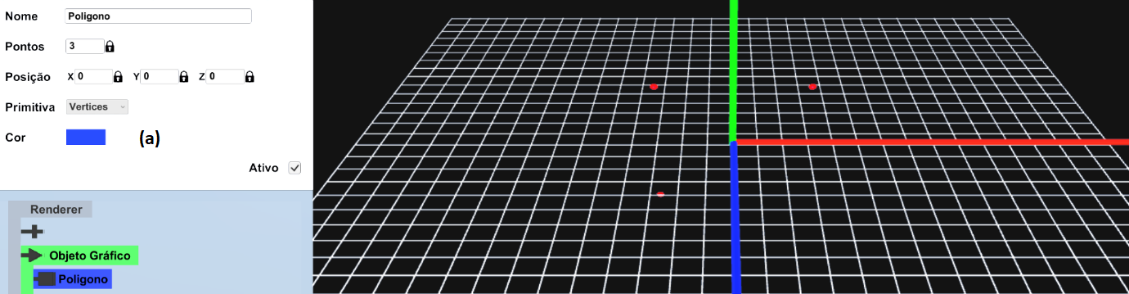 Nome Poligono
Pontos 3
Posição X 0 Y 0 Z 0
Primitiva Vertices
Cor (a)
Ativo
Renderer
Objeto Gráfico
Poligono